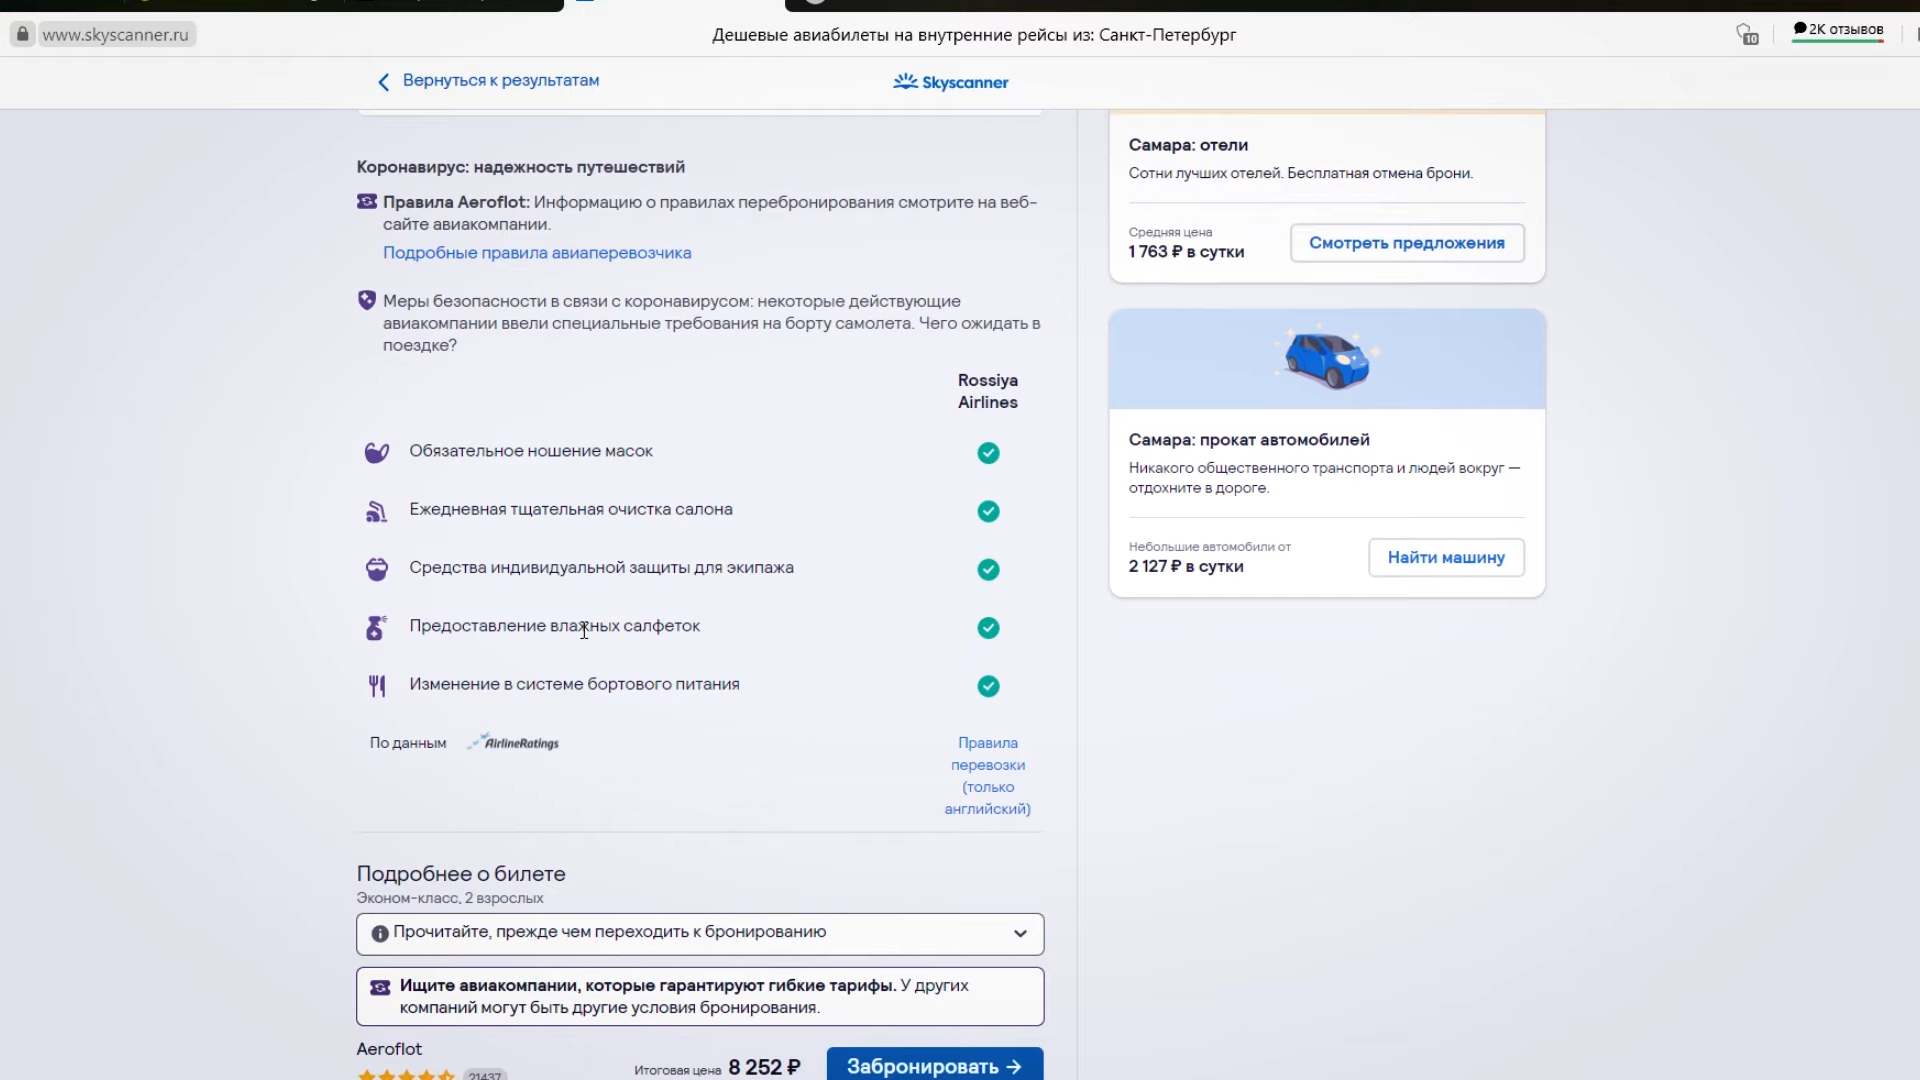 www.skyscanner.ru
Дешевые авиабилеты на внутренние рейсы из: Санкт-Петербург
10
2K отзывов
Вернуться к результатам
Skyscanner
Коронавирус: надежность путешествий
Правила Aeroflot: Информацию о правилах перебронирования смотрите на веб-
сайте авиакомпании.
Подробные правила авиаперевозчика
Меры безопасности в связи с коронавирусом: некоторые действующие
авиакомпании ввели специальные требования на борту самолета. Чего ожидать в
поездке?
Rossiya
Airlines
Обязательное ношение масок
Ежедневная тщательная очистка салона
Средства индивидуальной защиты для экипажа
Предоставление влажных салфеток
Изменение в системе бортового питания
По данным AirlineRatings
Правила
перевозки
(только
английский)
Подробнее о билете
Эконом-класс, 2 взрослых
Прочитайте, прежде чем переходить к бронированию
Ищите авиакомпании, которые гарантируют гибкие тарифы. У других
компаний могут быть другие условия бронирования.
Aeroflot
21437
Итоговая цена 8 252 ₽
Забронировать →
Самара: отели
Сотни лучших отелей. Бесплатная отмена брони.
Средняя цена
1 763 ₽ в сутки
Смотреть предложения
Самара: прокат автомобилей
Никакого общественного транспорта и людей вокруг —
отдохните в дороге.
Небольшие автомобили от
2 127 ₽ в сутки
Найти машину